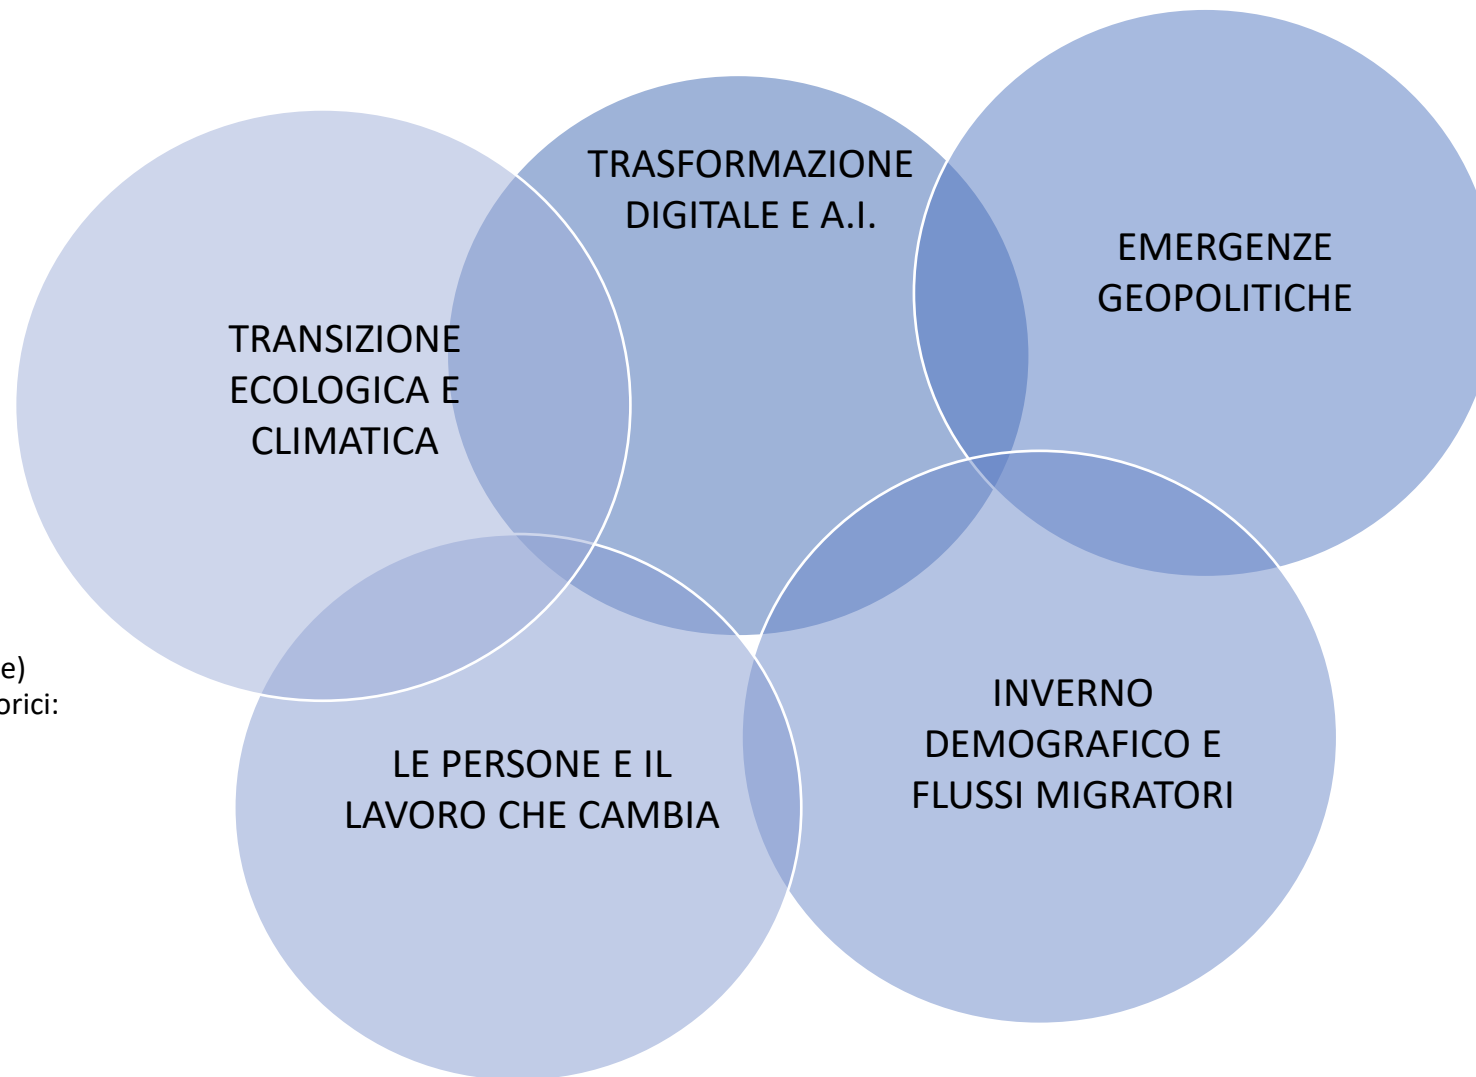 TRASFORMAZIONE
DIGITALE E A.I.
EMERGENZE
GEOPOLITICHE
TRANSIZIONE
ECOLOGICA E
CLIMATICA
e)
orici:
INVERNO
DEMOGRAFICO E
FLUSSI MIGRATORI
LE PERSONE E IL
LAVORO CHE CAMBIA